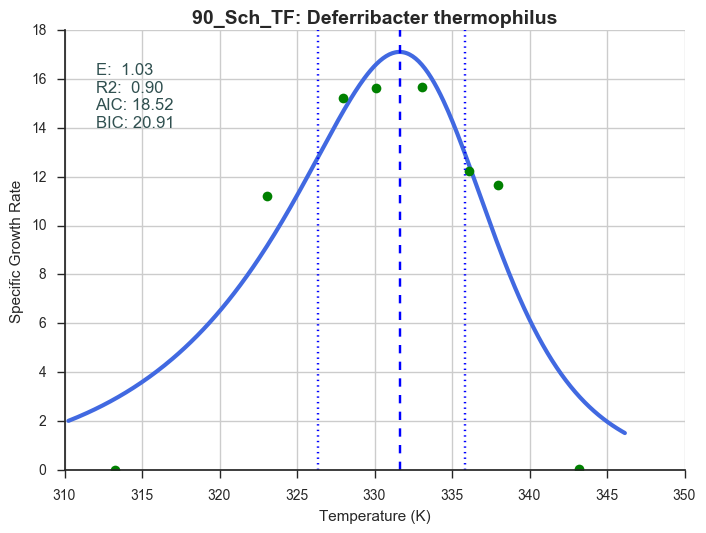 90_Sch_TF: Deferribacter thermophilus
E:  1.03
R2:  0.90
AIC: 18.52
BIC: 20.91
Specific Growth Rate
18
16
14
12
10
8
6
4
2
0
310 315 320 325 330 335 340 345 350
Temperature (K)